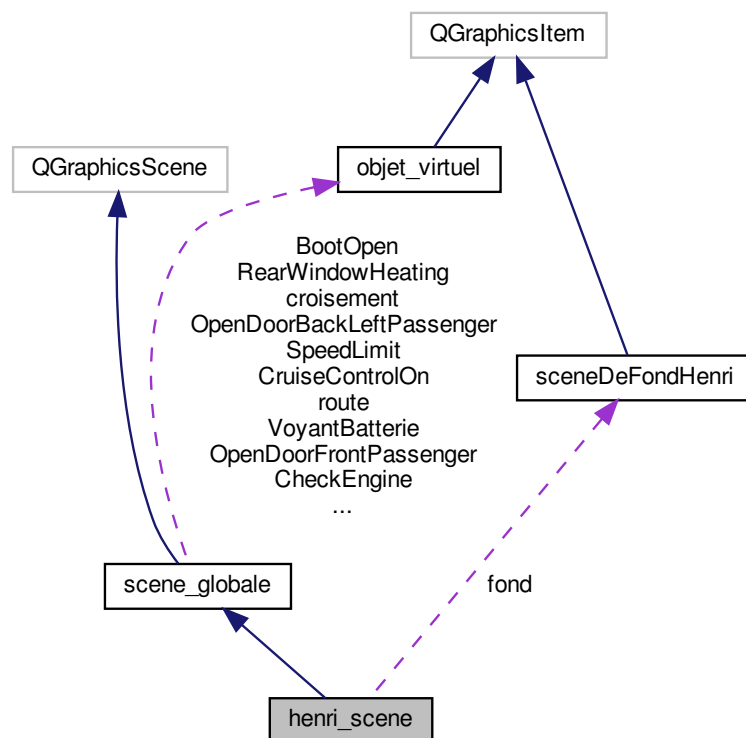 QGraphicsItem
QGraphicsScene
objet_virtuel
BootOpen
RearWindowHeating
croisement
OpenDoorBackLeftPassenger
SpeedLimit
CruiseControlOn
route
VoyantBatterie
OpenDoorFrontPassenger
CheckEngine
...
sceneDeFondHenri
scene_globale
fond
henri_scene